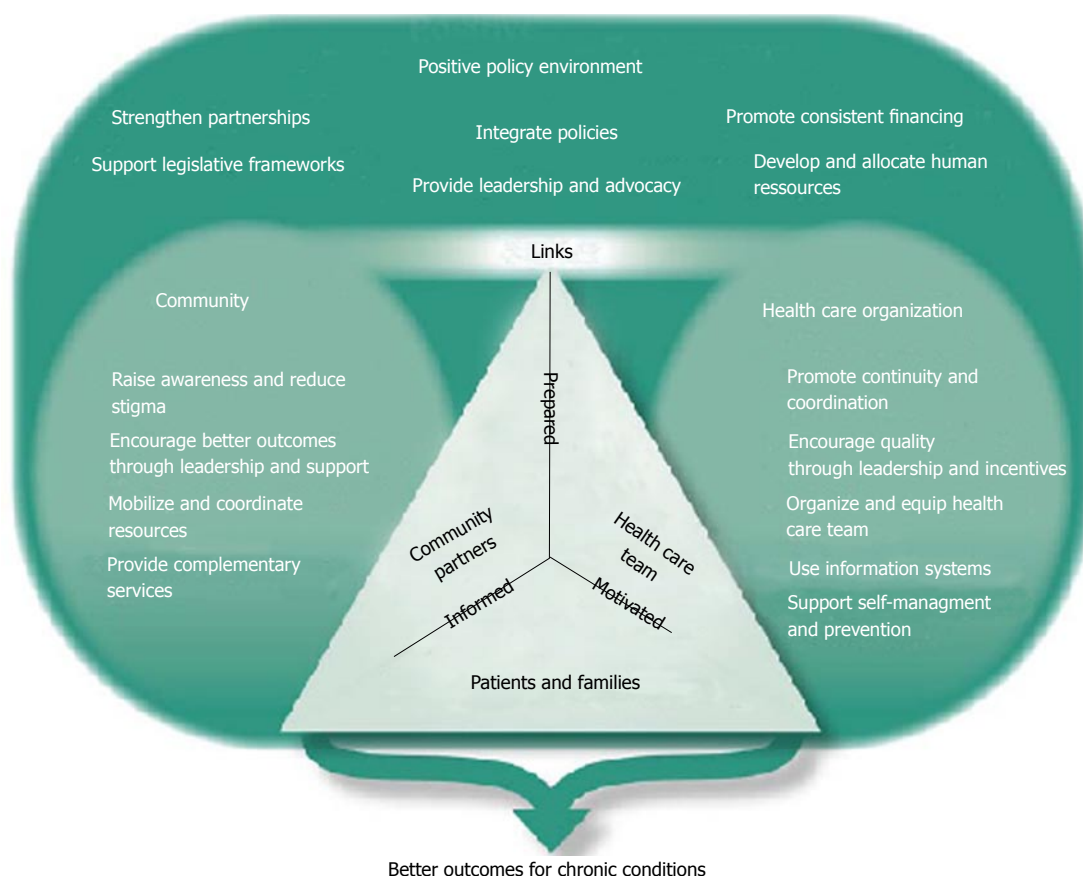 Positive policy environment
Strengthen partnerships
Integrate policies
Promote consistent financing
Support legislative frameworks
Provide leadership and advocacy
Develop and allocate human
ressources
Links
Community
Raise awareness and reduce
stigma
Encourage better outcomes
through leadership and support
Mobilize and coordinate
resources
Provide complementary
services
Prepared
Community
partners
Informed
Health care
team
Motivated
Patients and families
Health care organization
Promote continuity and
coordination
Encourage quality
through leadership and incentives
Organize and equip health
care team
Use information systems
Support self-managment
and prevention
Better outcomes for chronic conditions